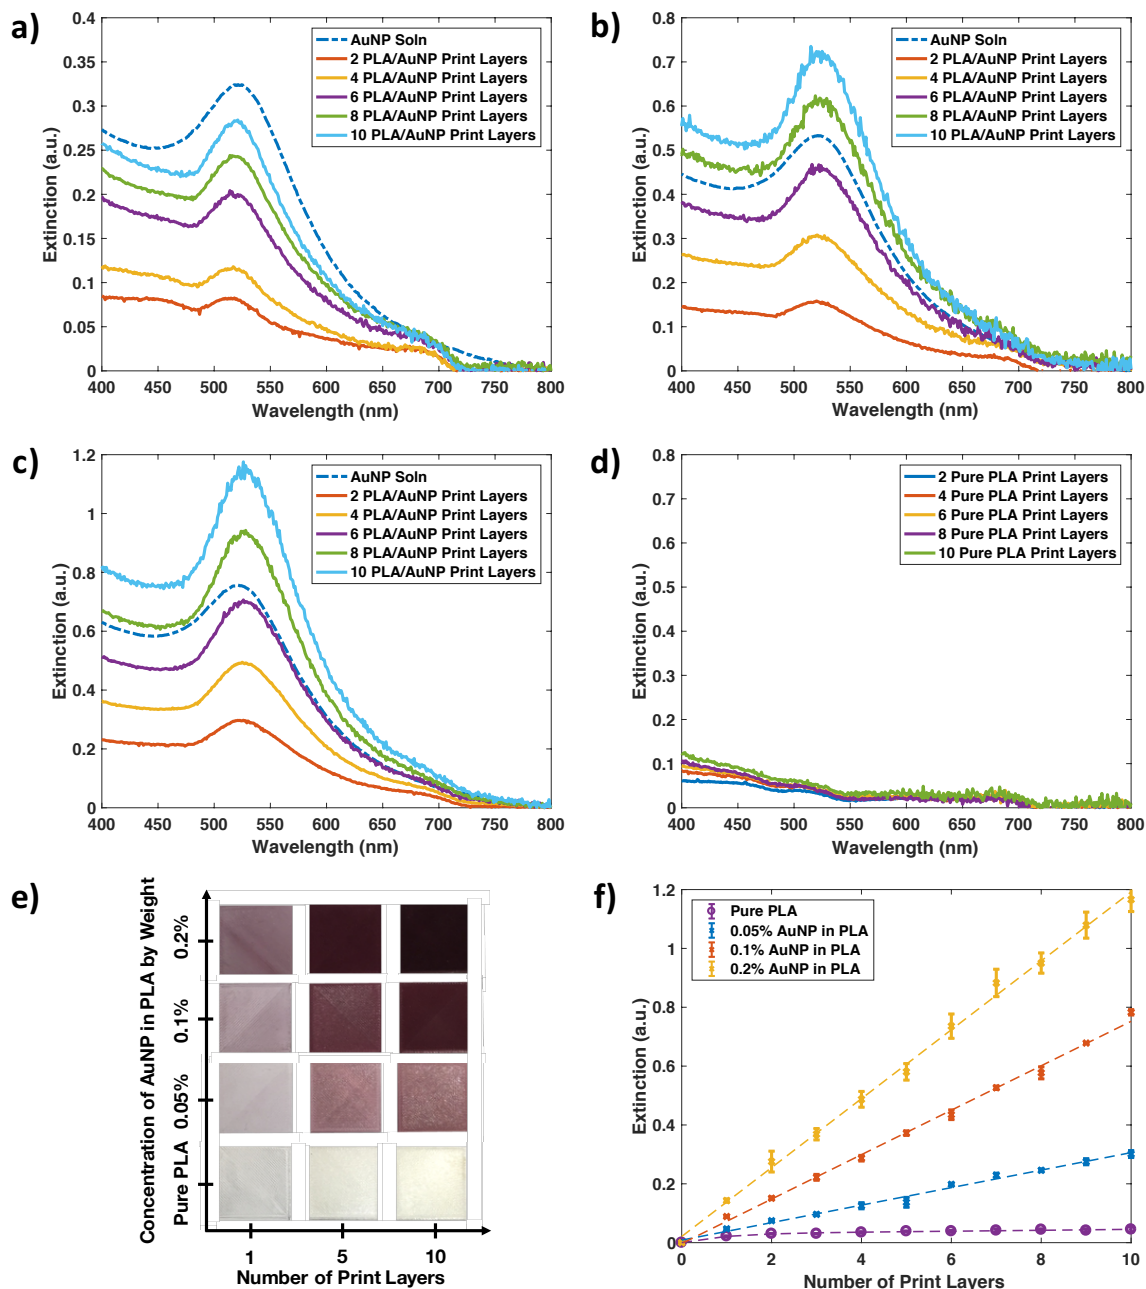 a)
0.4
0.35
0.3
0.25
0.2
0.15
0.1
0.05
0
Extinction (a.u.)
400 450 500 550 600 650 700 750 800
Wavelength (nm)
AuNP Soln
2 PLA/AuNP Print Layers
4 PLA/AuNP Print Layers
6 PLA/AuNP Print Layers
8 PLA/AuNP Print Layers
10 PLA/AuNP Print Layers
b)
0.8
0.7
0.6
0.5
0.4
0.3
0.2
0.1
0
Extinction (a.u.)
400 450 500 550 600 650 700 750 800
Wavelength (nm)
AuNP Soln
2 PLA/AuNP Print Layers
4 PLA/AuNP Print Layers
6 PLA/AuNP Print Layers
8 PLA/AuNP Print Layers
10 PLA/AuNP Print Layers
c)
1.2
1
0.8
0.6
0.4
0.2
0
Extinction (a.u.)
400 450 500 550 600 650 700 750 800
Wavelength (nm)
AuNP Soln
2 PLA/AuNP Print Layers
4 PLA/AuNP Print Layers
6 PLA/AuNP Print Layers
8 PLA/AuNP Print Layers
10 PLA/AuNP Print Layers
d)
0.8
0.7
0.6
0.5
0.4
0.3
0.2
0.1
0
Extinction (a.u.)
400 450 500 550 600 650 700 750 800
Wavelength (nm)
2 Pure PLA Print Layers
4 Pure PLA Print Layers
6 Pure PLA Print Layers
8 Pure PLA Print Layers
10 Pure PLA Print Layers
e)
Concentration of AuNP in PLA by Weight
0.2%
0.1%
0.05%
Pure PLA
1 5 10
Number of Print Layers
f)
1.2
1
0.8
0.6
0.4
0.2
0
Extinction (a.u.)
0 2 4 6 8 10
Number of Print Layers
Pure PLA
0.05% AuNP in PLA
0.1% AuNP in PLA
0.2% AuNP in PLA